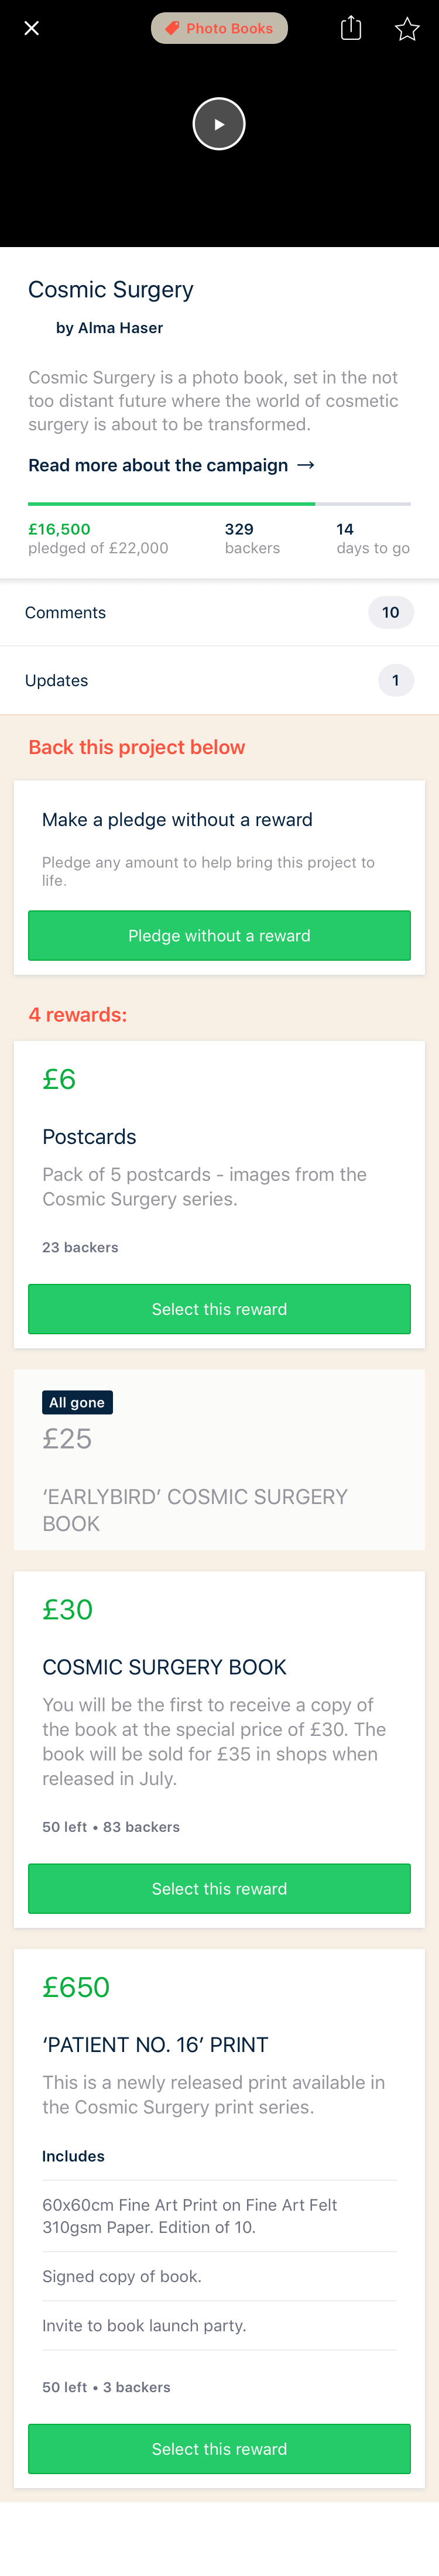 Photo Books
Cosmic Surgery
by Alma Haser
Cosmic Surgery is a photo book, set in the not
too distant future where the world of cosmetic
surgery is about to be transformed.
Read more about the campaign →
£16,500
pledged of £22,000
329
backers
14
days to go
Comments
10
Updates
1
Back this project below
Make a pledge without a reward
Pledge any amount to help bring this project to
life.
Pledge without a reward
4 rewards:
£6
Postcards
Pack of 5 postcards - images from the
Cosmic Surgery series.
23 backers
Select this reward
All gone
£25
‘EARLYBIRD’ COSMIC SURGERY
BOOK
£30
COSMIC SURGERY BOOK
You will be the first to receive a copy of
the book at the special price of £30. The
book will be sold for £35 in shops when
released in July.
50 left • 83 backers
Select this reward
£650
‘PATIENT NO. 16’ PRINT
This is a newly released print available in
the Cosmic Surgery print series.
Includes
60x60cm Fine Art Print on Fine Art Felt
310gsm Paper. Edition of 10.
Signed copy of book.
Invite to book launch party.
50 left • 3 backers
Select this reward